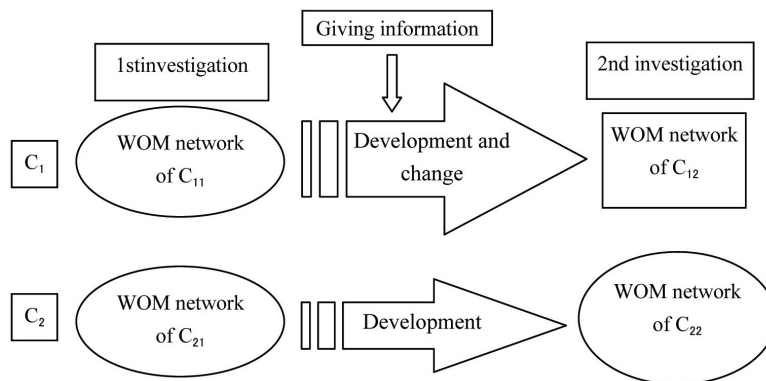 Giving information
1stinvestigation
2nd investigation
C₁
WOM network
of C₁₁
Development and
change
WOM network
of C₁₂
C₂
WOM network
of C₂₁
Development
WOM network
of C₂₂